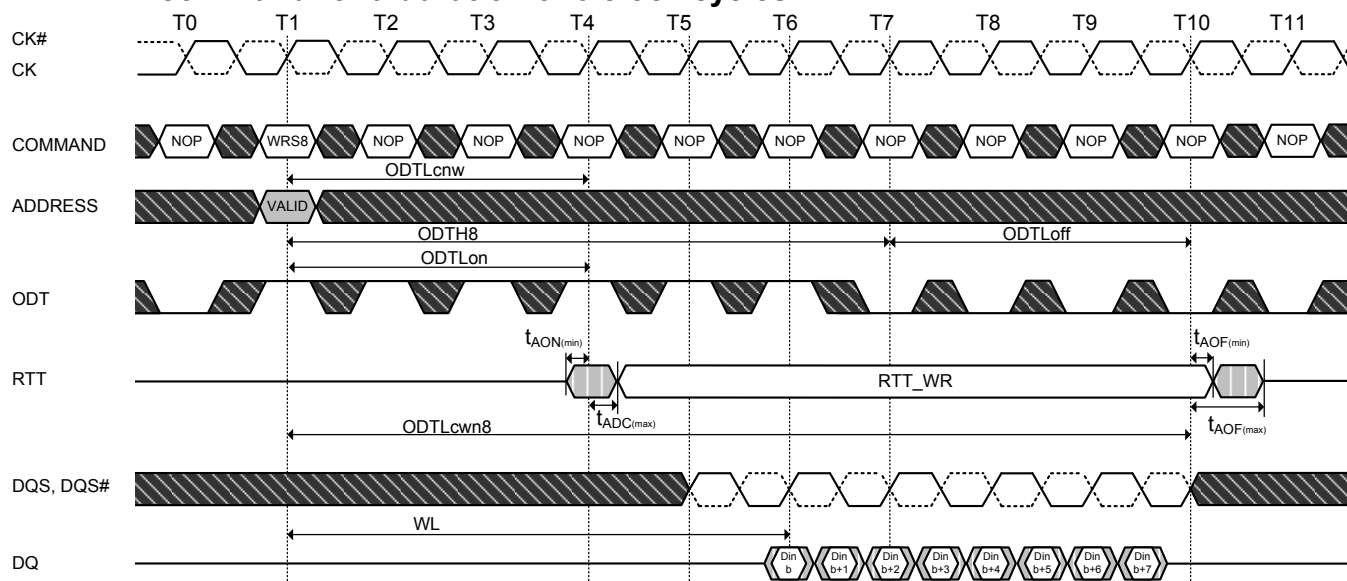 T0 T1 T2 T3 T4 T5 T6 T7 T8 T9 T10 T11
CK#
CK
COMMAND NOP WRS8 NOP NOP NOP NOP NOP NOP NOP NOP NOP NOP
ODTLcnw
ADDRESS VALID
ODTH8 ODTLoff
ODTLon
ODT
tAON(min) tAOF(min)
RTT RTT_WR
tADC(max) tAOF(max)
ODTLcwn8
DQS, DQS#
WL
DQ Din b Din b+1 Din b+2 Din b+3 Din b+4 Din b+5 Din b+6 Din b+7